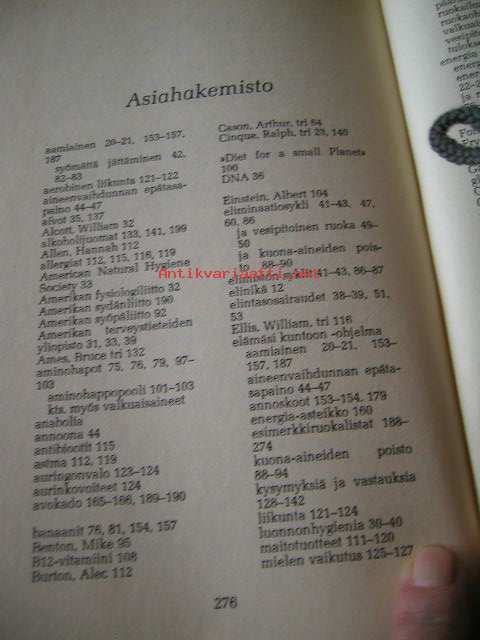 Asiahakemisto
aamiainen 20–21, 153–157,
187
syömättä jättäminen 42,
82–83
aerobinen liikunta 121–122
aineenvaihdunnan epätasa-
paino 44–47
aivot 35, 137
Alcott, William 32
alkoholijuomat 133, 141, 199
Allen, Hannah 112
allergiat 112, 115, 118, 119
American Natural Hygiene
Society 33
Amerikan fysiologiliitto 32
Amerikan sydänliitto 190
Amerikan syöpäliitto 92
Amerikan terveystieteiden
yliopisto 31, 33, 39
Ames, Bruce tri 132
aminohapot 75, 76, 79, 97–
103
aminohappopooli 101–103
kts. myös valkuaisaineet
anabolia
annoona 44
antibiootit 115
astma 112, 119
auringonvalo 123–124
aurinkovoiteet 124
avokado 165–166, 189–190
banaanit 76, 81, 154, 157
Benton, Mike 95
B12-vitamiini 108
Burton, Alec 112
Cason, Arthur, tri 64
Cinque, Ralph, tri 23, 140
»Diet for a small Planet»
100
DNA 36
Einstein, Albert 104
eliminaatiosykli 41–43, 47,
60, 86
ja vesipitoinen ruoka 49–
50
ja kuona-aineiden pois-
to 88–90
41–43, 86–87
elinikä 12
elintasosairaudet 38–39, 51,
53
Ellis, William, tri 116
elämäsi kuntoon -ohjelma
aamiainen 20–21, 153–
157, 187
aineenvaihdunnan epäta-
sapaino 44–47
annoskoot 153–154, 179
energia-asteikko 160
esimerkkiruokalistat 188–
274
kuona-aineiden poisto
88–94
kysymyksiä ja vastauksia
128–142
liikunta 121–124
luonnonhygienia 30–40
maitotuotteet 111–120
mielen vaikutus 125–127
276